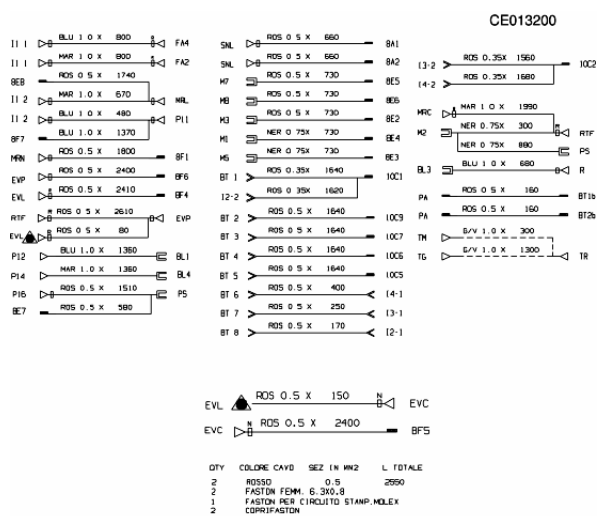 CE013200
I1 1 BLU 1.0 X 800 FA4
I1 1 MAR 1.0 X 800 FA2
8EB ROS 0.5 X 1740
I1 2 MAR 1.0 X 670 MRL
I1 2 BLU 1.0 X 480 P11
8F7 BLU 1.0 X 1370
MRN ROS 0.5 X 1800 8F1
EVP ROS 0.5 X 2400 8F6
EVL ROS 0.5 X 2410 8F4
RTF ROS 0.5 X 2610 EVP
EVL ROS 0.5 X 80
P12 BLU 1.0 X 1360 BL1
P14 MAR 1.0 X 1360 BL4
P16 ROS 0.5 X 1510 P5
8E7 ROS 0.5 X 580
SNL ROS 0.5 X 660 8A1
SNL ROS 0.5 X 660 8A2
M7 ROS 0.5 X 730 8E5
M8 ROS 0.5 X 730 8E6
M3 ROS 0.5 X 730 8E2
M1 NER 0.75X 730 8E4
M5 NER 0.75X 730 8E3
BT 1 ROS 0.35X 1640 10C1
I2-2 ROS 0.35X 1620
BT 2 ROS 0.5 X 1640 10C9
BT 3 ROS 0.5 X 1640 10C7
BT 4 ROS 0.5 X 1640 10C6
BT 5 ROS 0.5 X 1640 10C5
BT 6 ROS 0.5 X 400 I4-1
BT 7 ROS 0.5 X 250 I3-1
BT 8 ROS 0.5 X 170 I2-1
I3-2 ROS 0.35X 1560 10C2
I4-2 ROS 0.35X 1680
MRC MAR 1.0 X 1990
M2 NER 0.75X 300 RTF
NER 0.75X 880 P5
BL3 BLU 1.0 X 680 R
PA ROS 0.5 X 160 BT1b
PA ROS 0.5 X 160 BT2b
TM G/V 1.0 X 300
TG G/V 1.0 X 1300 TR
EVL ROS 0.5 X 150 N EVC
EVC N ROS 0.5 X 2400 8F5
QTY COLORE CAVO SEZ IN MM2 L TOTALE
2 ROSSO 0.5 2550
2 FASTON FEMM. 6.3X0.8
1 FASTON PER CIRCUITO STAMP.MOLEX
2 COPRIFASTON